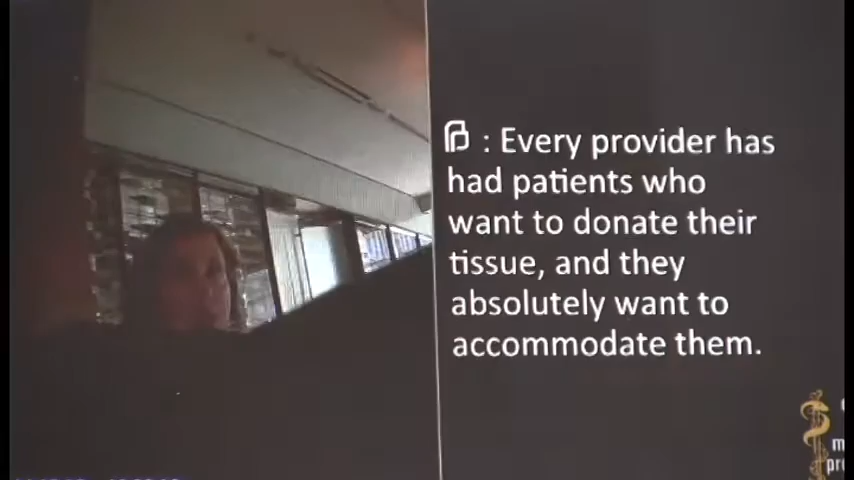 : Every provider has
had patients who
want to donate their
tissue, and they
absolutely want to
accommodate them.